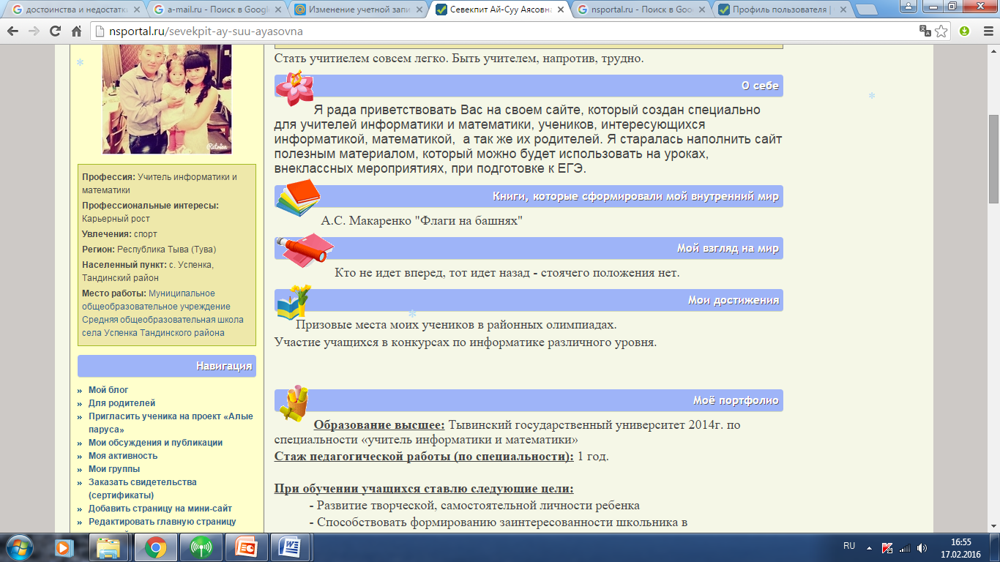 достоинства и недостатки
a-mail.ru - Поиск в Google
Изменение учетной запи
Севекпит Ай-Суу Аясовна
nsportal.ru - Поиск в Goo
Профиль пользователя |
nsportal.ru/sevekpit-ay-suu-ayasovna
Retrica
Профессия: Учитель информатики и
математики
Профессиональные интересы:
Карьерный рост
Увлечения: спорт
Регион: Республика Тыва (Тува)
Населенный пункт: с. Успенка,
Тандинский район
Место работы: Муниципальное
общеобразовательное учреждение
Средняя общеобразовательная школа
села Успенка Тандинского района
Навигация
Мой блог
Для родителей
Пригласить ученика на проект «Алые
паруса»
Мои обсуждения и публикации
Моя активность
Мои группы
Заказать свидетельства
(сертификаты)
Добавить страницу на мини-сайт
Редактировать главную страницу
Стать учитиелем совсем легко. Быть учителем, напротив, трудно.
О себе
Я рада приветствовать Вас на своем сайте, который создан специально
для учителей информатики и математики, учеников, интересующихся
информатикой, математикой, а так же их родителей. Я старалась наполнить сайт
полезным материалом, который можно будет использовать на уроках,
внеклассных мероприятиях, при подготовке к ЕГЭ.
Книги, которые сформировали мой внутренний мир
А.С. Макаренко "Флаги на башнях"
Мой взгляд на мир
Кто не идет вперед, тот идет назад - стоячего положения нет.
Мои достижения
Призовые места моих учеников в районных олимпиадах.
Участие учащихся в конкурсах по информатике различного уровня.
Моё портфолио
Образование высшее: Тывинский государственный университет 2014г. по
специальности «учитель информатики и математики»
Стаж педагогической работы (по специальности): 1 год.
При обучении учащихся ставлю следующие цели:
- Развитие творческой, самостоятельной личности ребенка
- Способствовать формированию заинтересованности школьника в
RU
16:55
17.02.2016